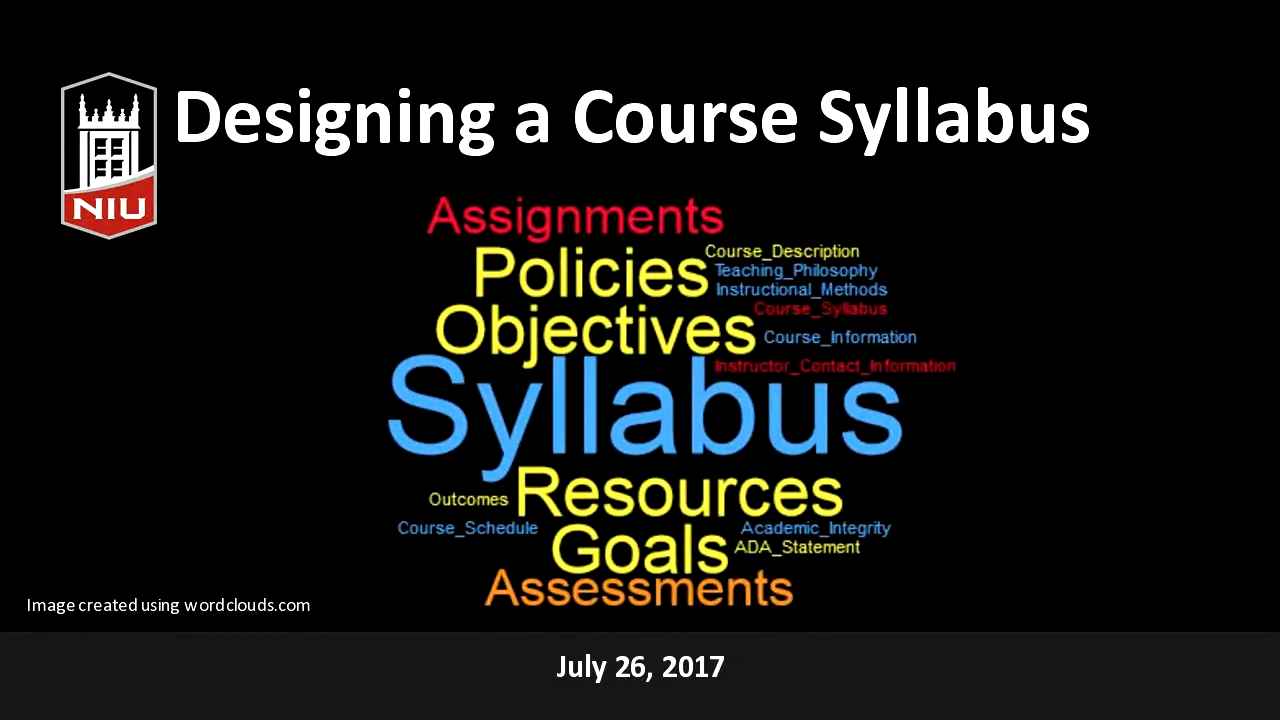 Designing a Course Syllabus
NIU
Assignments
Policies
Course_Description
Teaching_Philosophy
Instructional_Methods
Course_Syllabus
Objectives
Course_Information
Instructor_Contact_Information
Syllabus
Resources
Outcomes
Course_Schedule
Academic_Integrity
Goals
ADA_Statement
Assessments
Image created using wordclouds.com
July 26, 2017